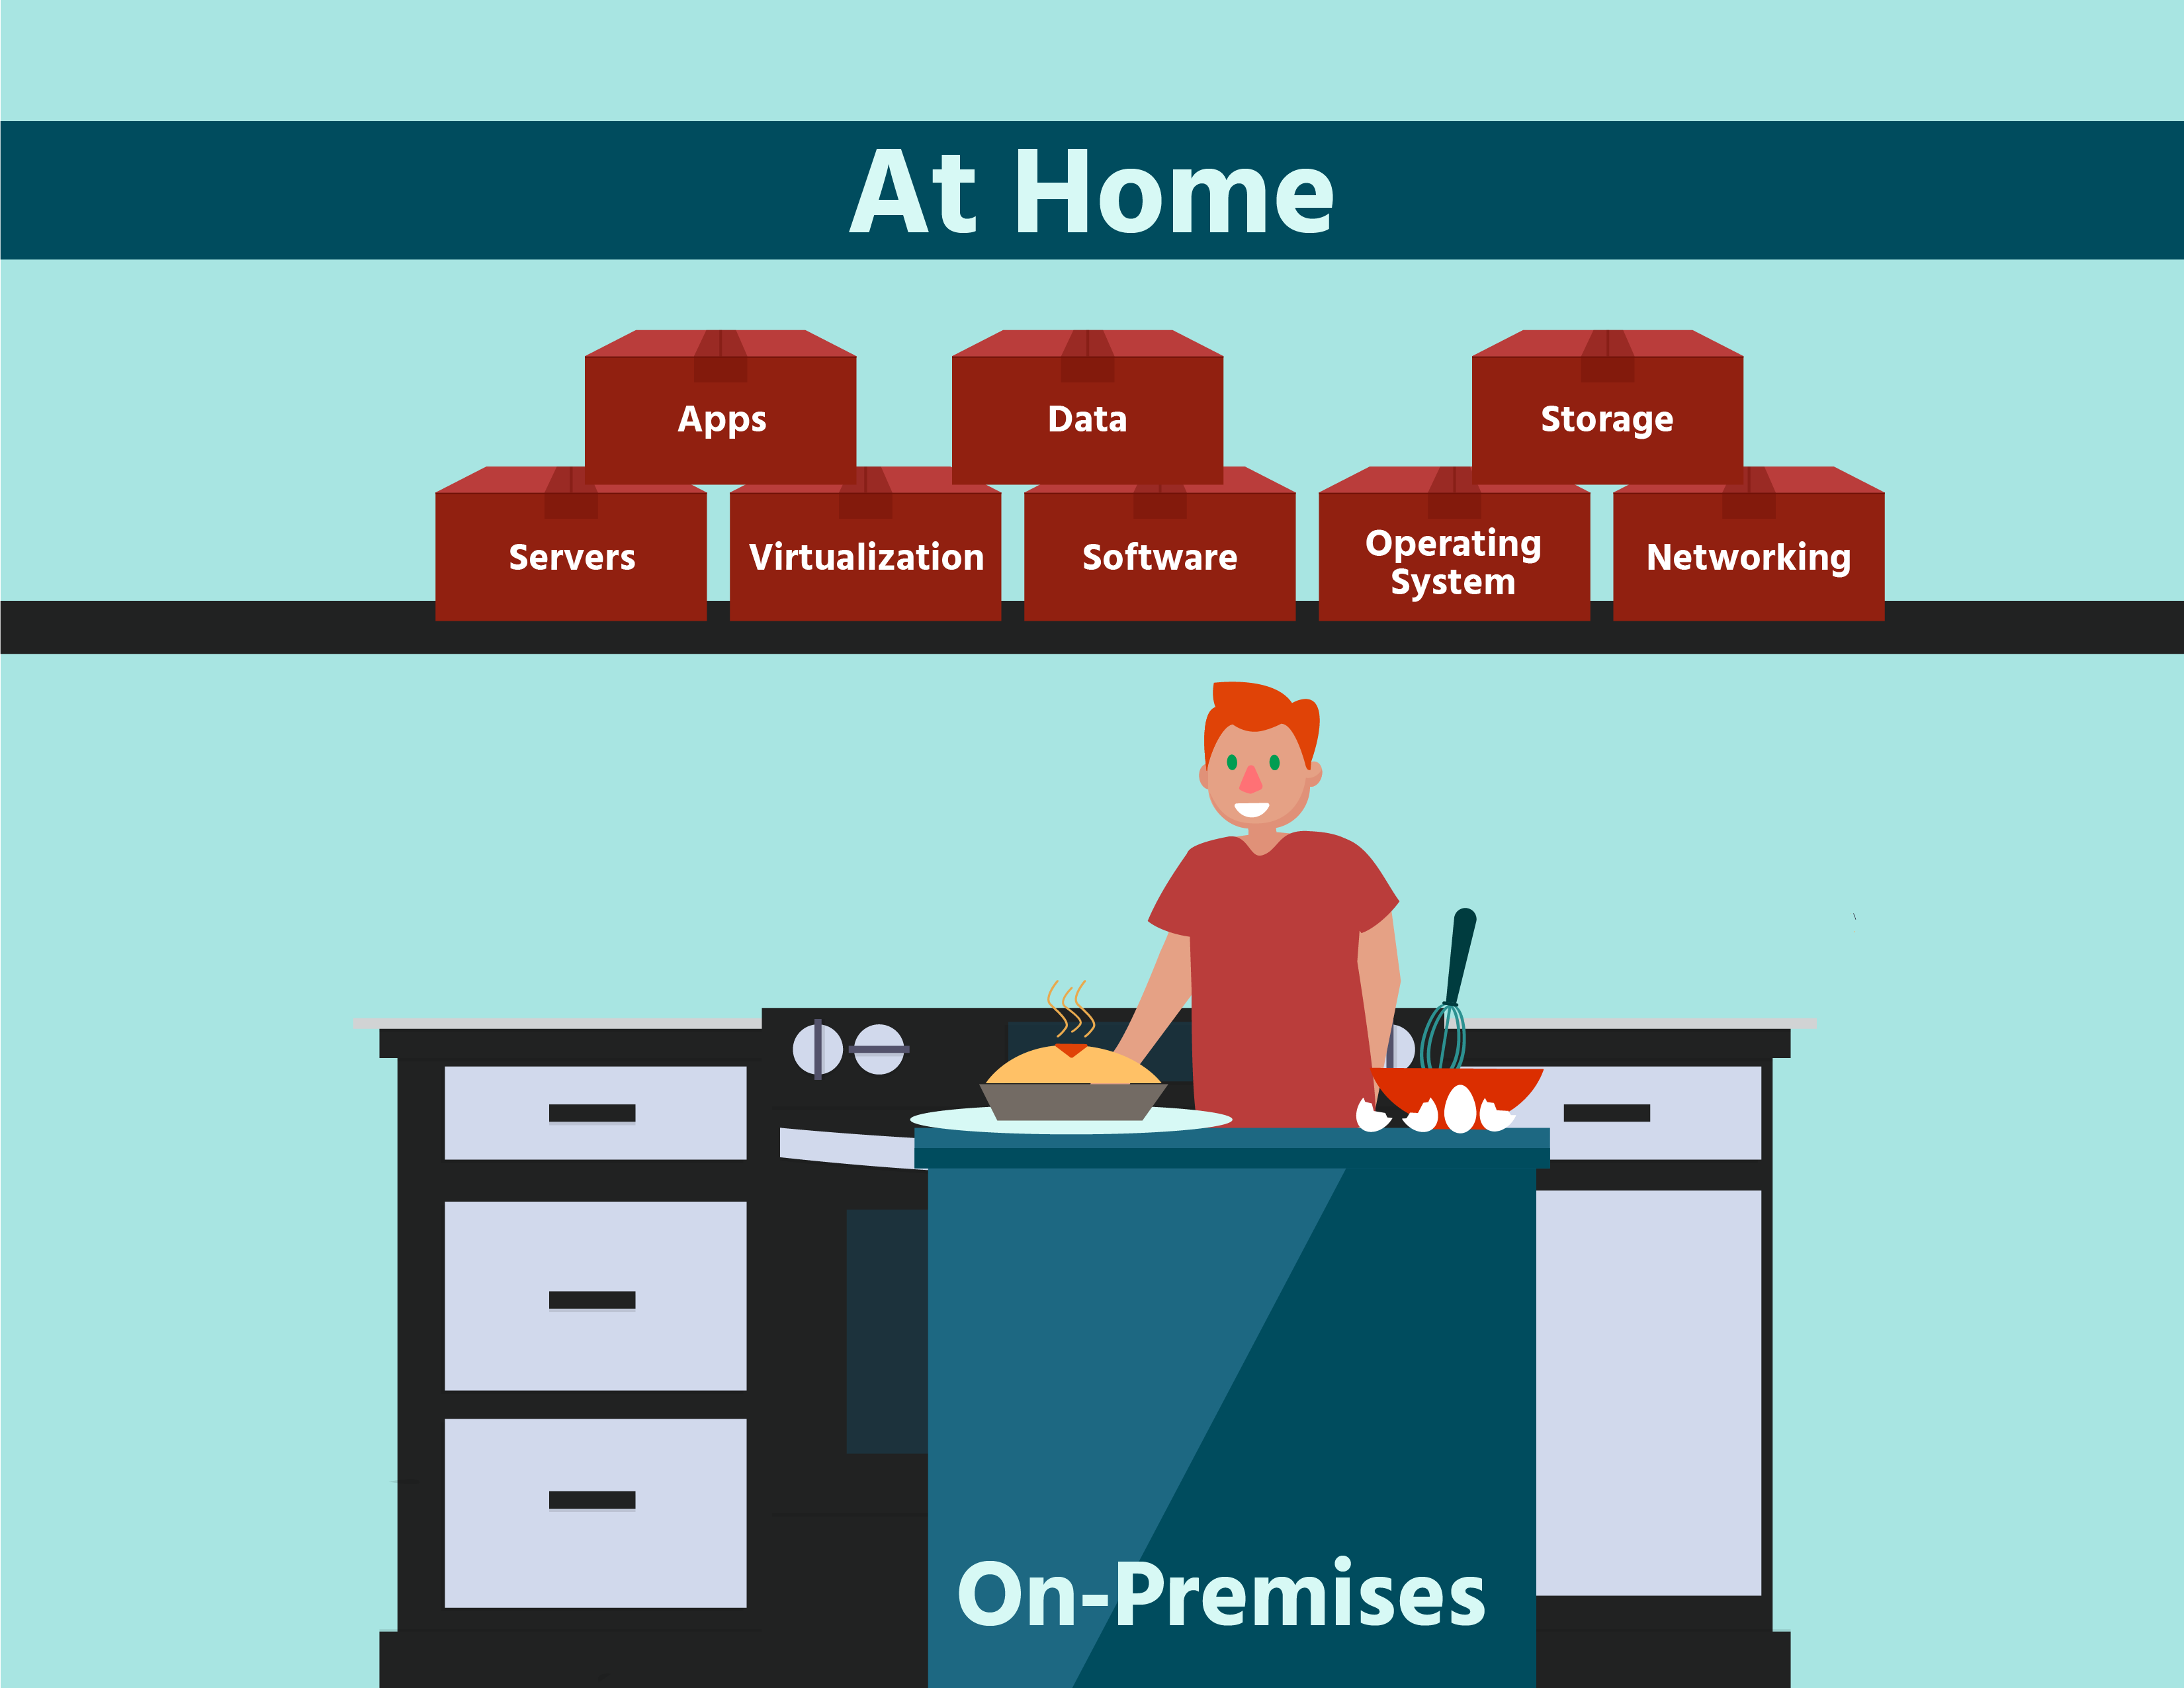 At Home
Apps
Data
Storage
Servers
Virtualization
Software
Operating
System
Networking
On-Premises